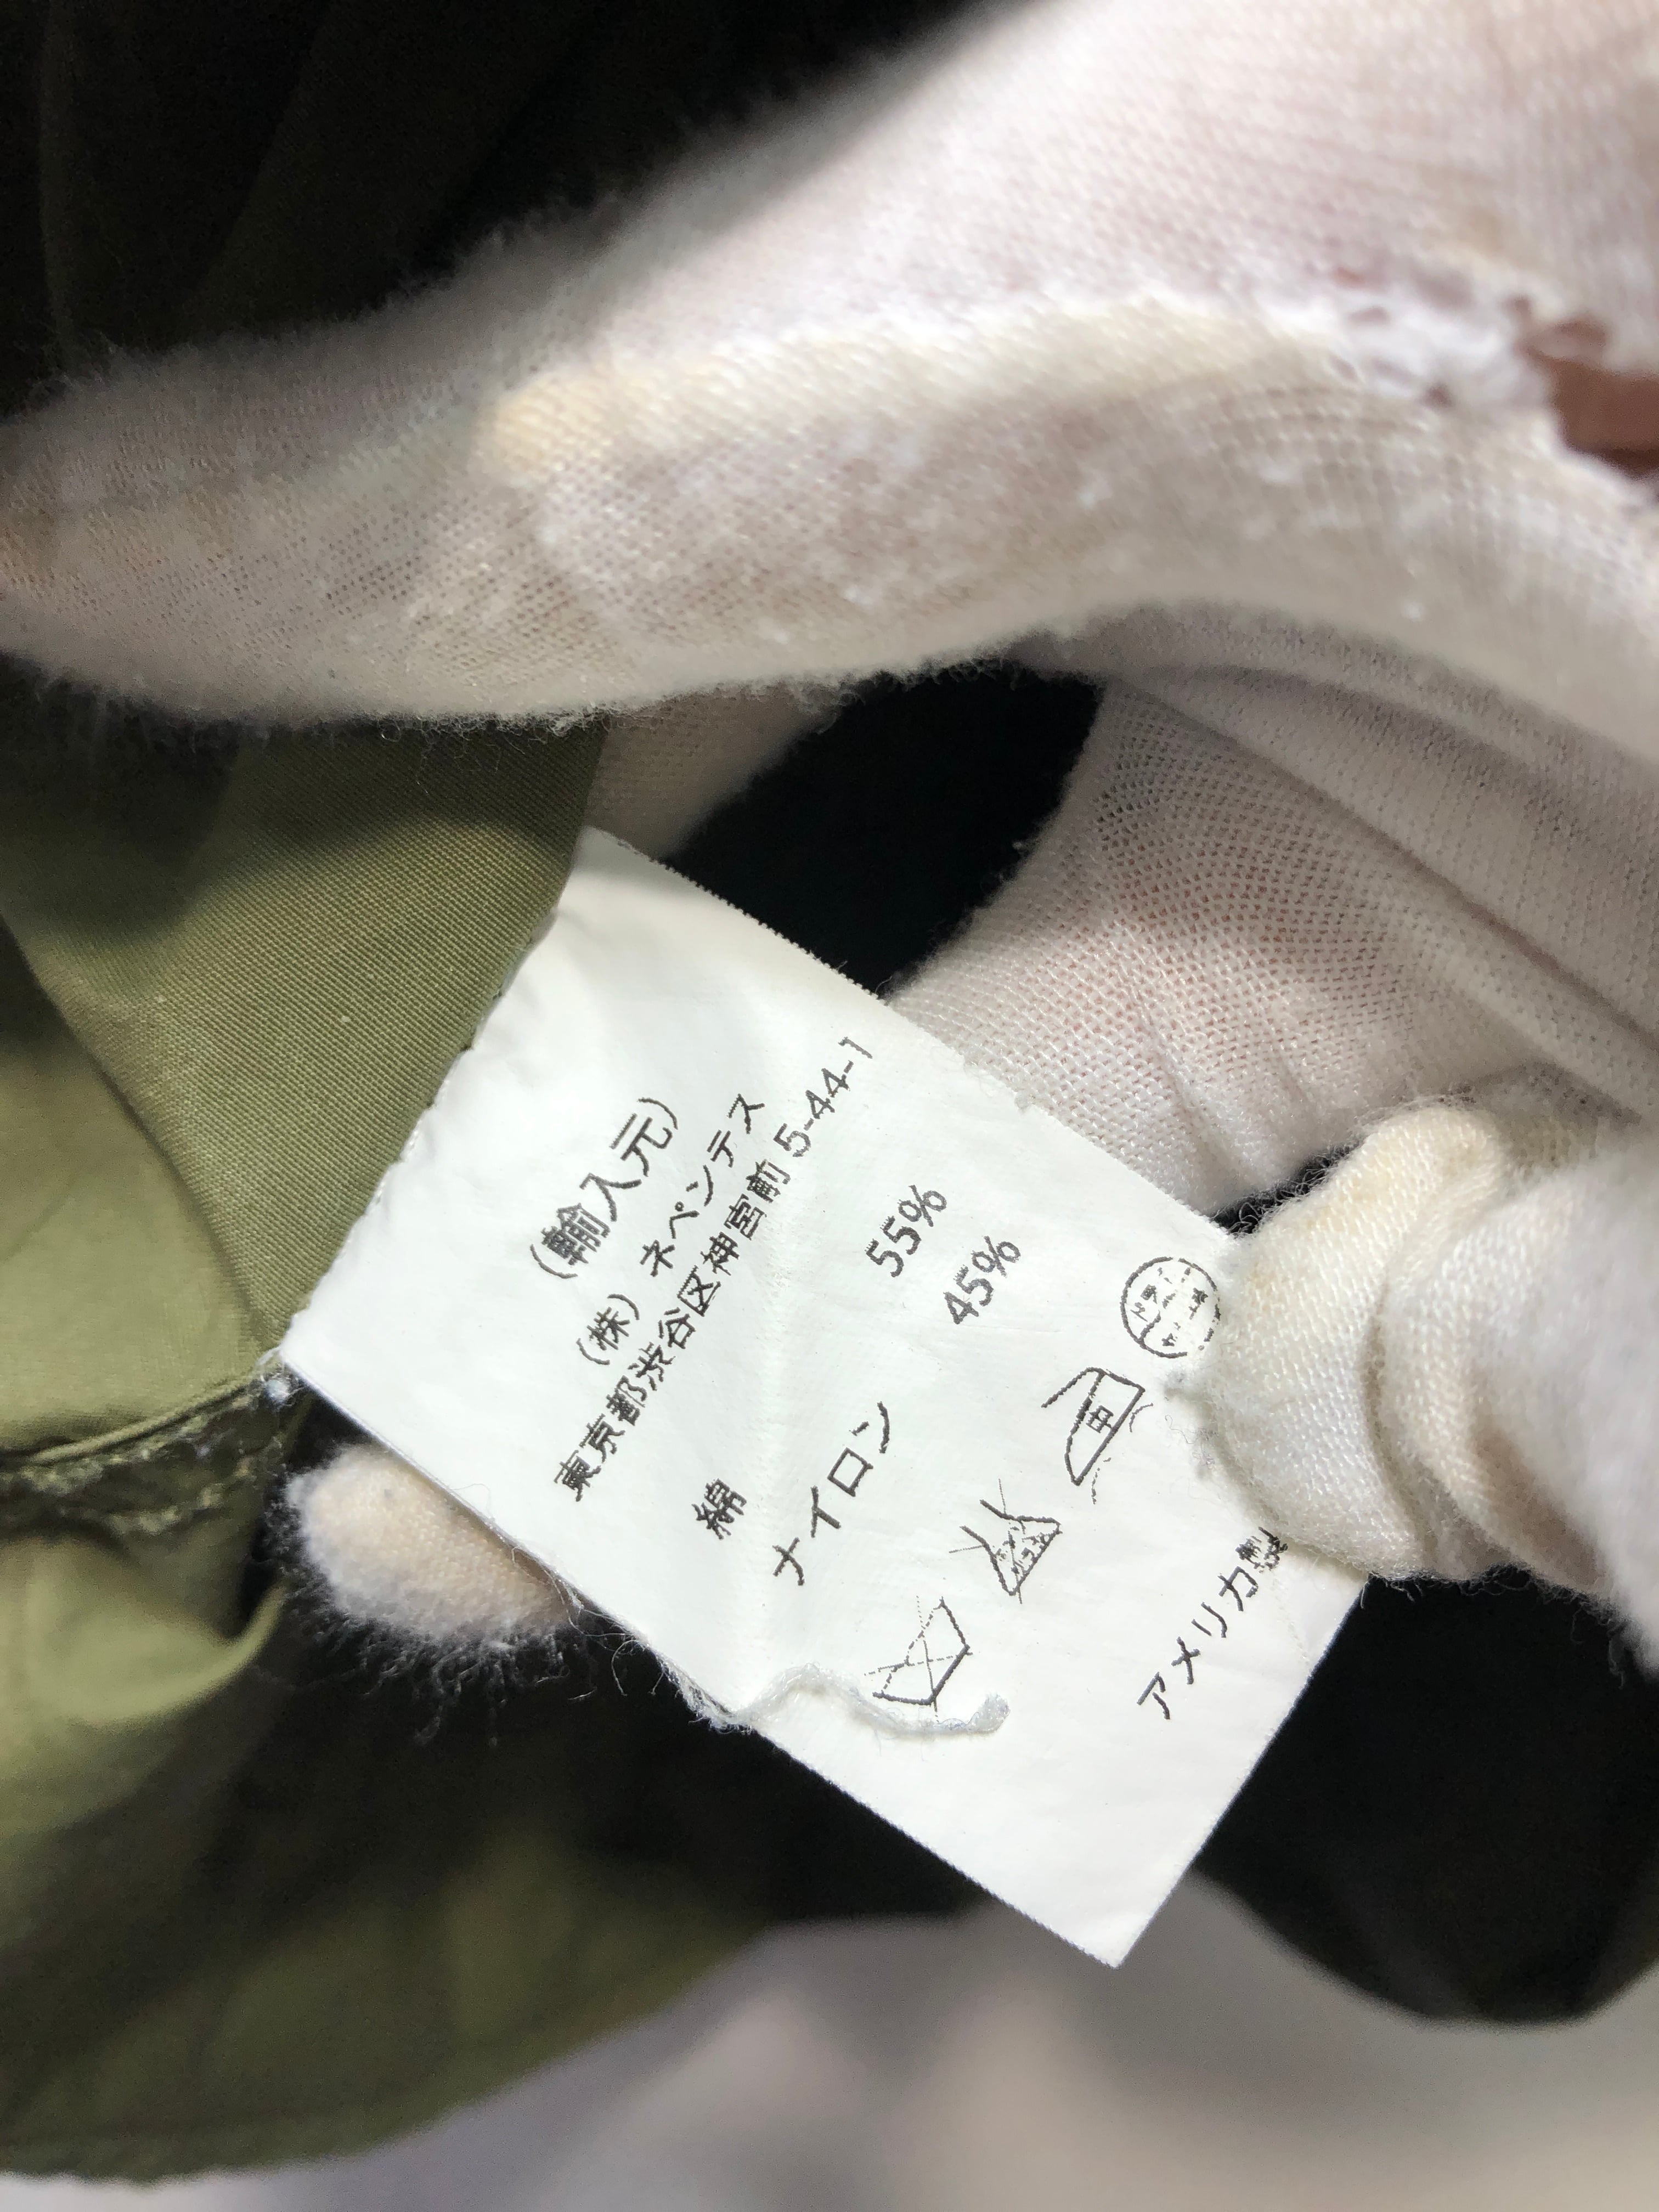 (輸入元)
(株) ネペンテス
東京都渋谷区神宮前 5-44-1
綿 55%
ナイロン 45%
中
アメリカ製